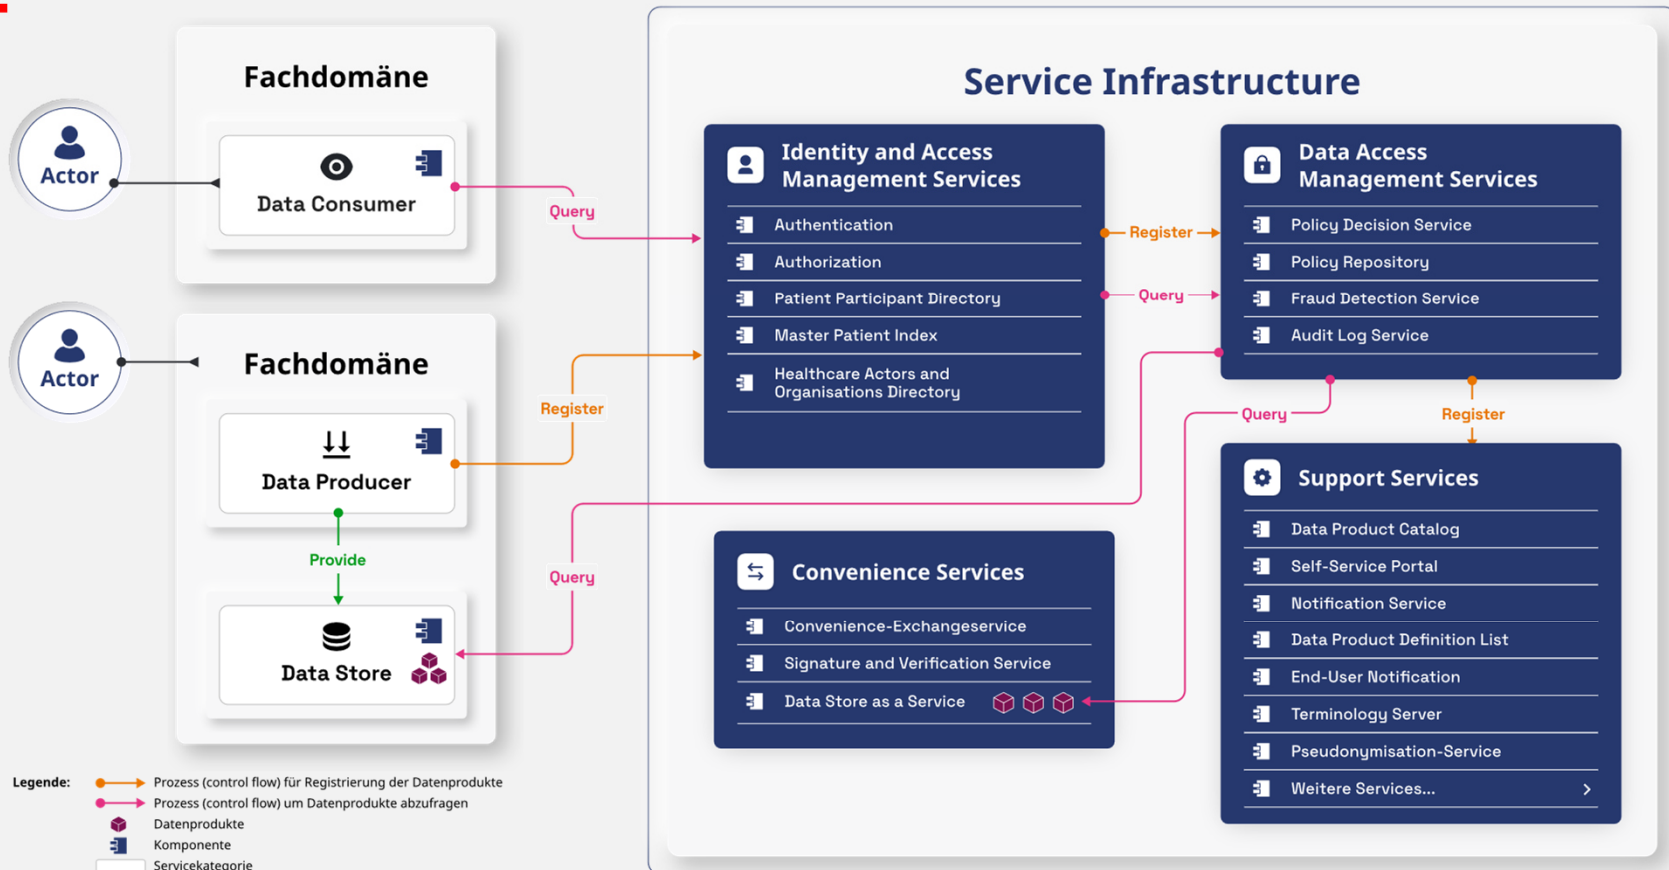 Fachdomäne
Actor
Data Consumer
Query
Fachdomäne
Actor
Data Producer
Register
Provide
Query
Data Store
Service Infrastructure
Identity and Access
Management Services
Authentication
Authorization
Patient Participant Directory
Master Patient Index
Healthcare Actors and
Organisations Directory
Register
Query
Data Access
Management Services
Policy Decision Service
Policy Repository
Fraud Detection Service
Audit Log Service
Query
Register
Convenience Services
Convenience-Exchangeservice
Signature and Verification Service
Data Store as a Service
Support Services
Data Product Catalog
Self-Service Portal
Notification Service
Data Product Definition List
End-User Notification
Terminology Server
Pseudonymisation-Service
Weitere Services...
Legende:
Prozess (control flow) für Registrierung der Datenprodukte
Prozess (control flow) um Datenprodukte abzufragen
Datenprodukte
Komponente
Servicekategorie